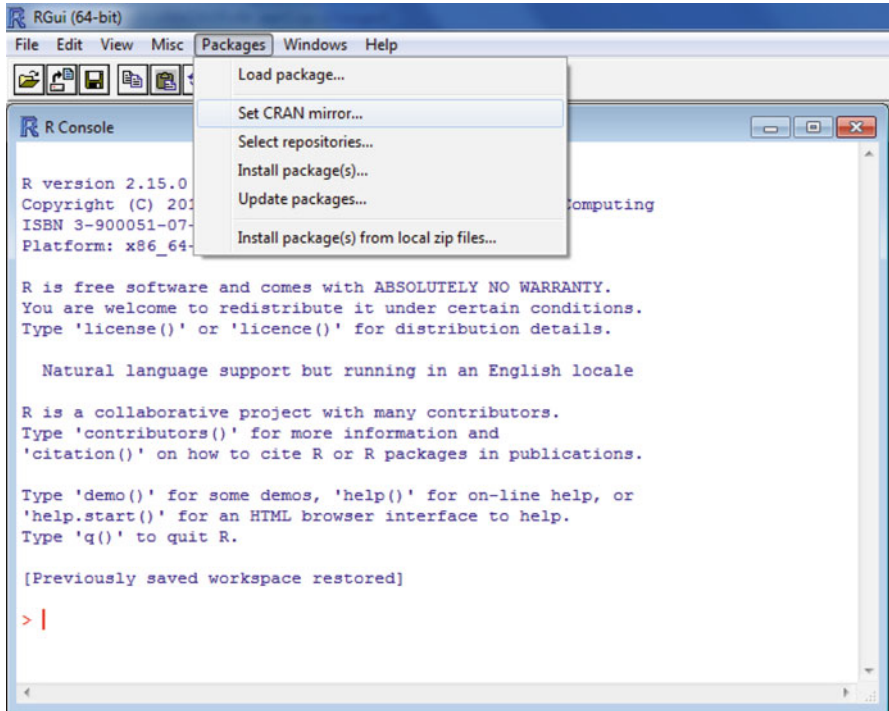 RGui (64-bit)
File Edit View Misc Packages Windows Help
Load package...
Set CRAN mirror...
Select repositories...
Install package(s)...
Update packages...
Install package(s) from local zip files...
R Console
R version 2.15.0
Copyright (C) 201 Computing
ISBN 3-900051-07-
Platform: x86_64-
R is free software and comes with ABSOLUTELY NO WARRANTY.
You are welcome to redistribute it under certain conditions.
Type 'license()' or 'licence()' for distribution details.
Natural language support but running in an English locale
R is a collaborative project with many contributors.
Type 'contributors()' for more information and
'citation()' on how to cite R or R packages in publications.
Type 'demo()' for some demos, 'help()' for on-line help, or
'help.start()' for an HTML browser interface to help.
Type 'q()' to quit R.
[Previously saved workspace restored]
>